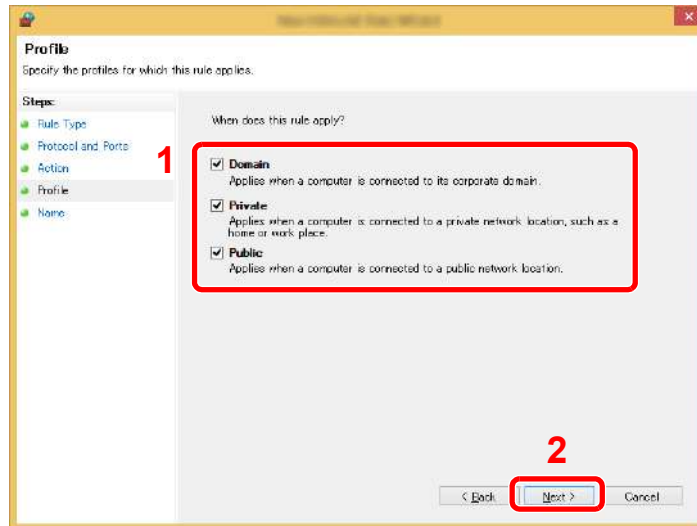 Profile
Specify the profiles for which this rule applies.
Steps:
Rule Type
Protocol and Ports
Action
Profile
Name
When does this rule apply?
1
Domain
Applies when a computer is connected to its corporate domain.
Private
Applies when a computer is connected to a private network location, such as a
home or work place.
Public
Applies when a computer is connected to a public network location.
2
< Back
Next >
Cancel